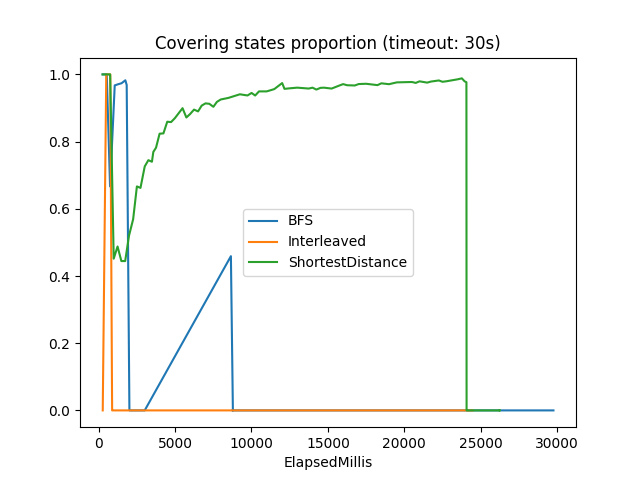 Covering states proportion (timeout: 30s)
1.0
0.8
0.6
0.4
0.2
0.0
BFS
Interleaved
ShortestDistance
0 5000 10000 15000 20000 25000 30000
ElapsedMillis